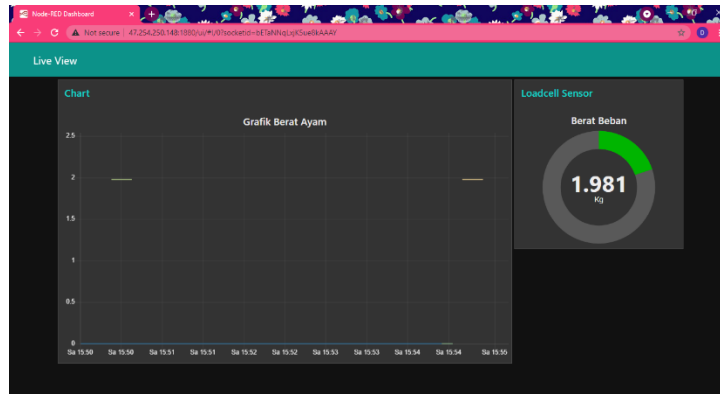 Node-RED Dashboard
Not secure | 47.254.250.148:1880/ui/#!/0?socketid=bETaNNqLxjKSue8kAAAY
Live View
Chart
Grafik Berat Ayam
2.5
2
1.5
1
0.5
0
Sa 15:50 Sa 15:50 Sa 15:51 Sa 15:51 Sa 15:52 Sa 15:52 Sa 15:53 Sa 15:53 Sa 15:54 Sa 15:54 Sa 15:55
Loadcell Sensor
Berat Beban
1.981
Kg